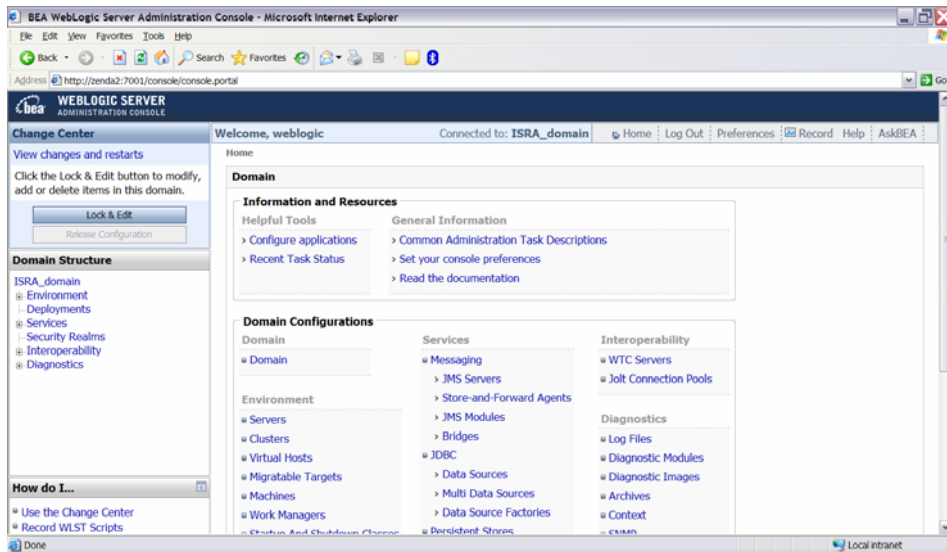 BEA WebLogic Server Administration Console - Microsoft Internet Explorer
File Edit View Favorites Tools Help
Back Search Favorites
Address http://zenda2:7001/console/console.portal Go
bea WEBLOGIC SERVER
ADMINISTRATION CONSOLE
Change Center
View changes and restarts
Click the Lock & Edit button to modify,
add or delete items in this domain.
Lock & Edit
Release Configuration
Domain Structure
ISRA_domain
Environment
Deployments
Services
Security Realms
Interoperability
Diagnostics
How do I...
Use the Change Center
Record WLST Scripts
Welcome, weblogic Connected to: ISRA_domain Home Log Out Preferences Record Help AskBEA
Home
Domain
Information and Resources
Helpful Tools
Configure applications
Recent Task Status
General Information
Common Administration Task Descriptions
Set your console preferences
Read the documentation
Domain Configurations
Domain
Domain
Environment
Servers
Clusters
Virtual Hosts
Migratable Targets
Machines
Work Managers
Startup And Shutdown Classes
Services
Messaging
JMS Servers
Store-and-Forward Agents
JMS Modules
Bridges
JDBC
Data Sources
Multi Data Sources
Data Source Factories
Persistent Stores
Interoperability
WTC Servers
Jolt Connection Pools
Diagnostics
Log Files
Diagnostic Modules
Diagnostic Images
Archives
Context
SNMP
Done Local intranet